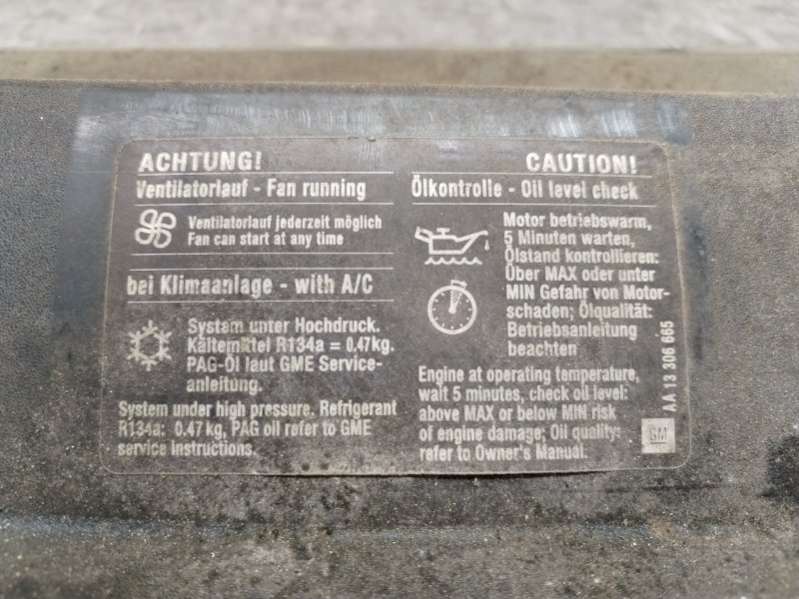 ACHTUNG!
Ventilatorlauf - Fan running
Ventilatorlauf jederzeit möglich
Fan can start at any time
bei Klimaanlage - with A/C
System unter Hochdruck.
Kältemittel R134a = 0.47kg.
PAG-Öl laut GME Service-
anleitung.
System under high pressure. Refrigerant
R134a: 0.47 kg, PAG oil refer to GME
service instructions.
CAUTION!
Ölkontrolle - Oil level check
Motor betriebswarm,
5 Minuten warten,
Ölstand kontrollieren:
Über MAX oder unter
MIN Gefahr von Motor-
schaden; Ölqualität:
Betriebsanleitung
beachten
Engine at operating temperature,
wait 5 minutes, check oil level:
above MAX or below MIN risk
of engine damage; Oil quality:
refer to Owner's Manual.
AA 13 306 665
GM